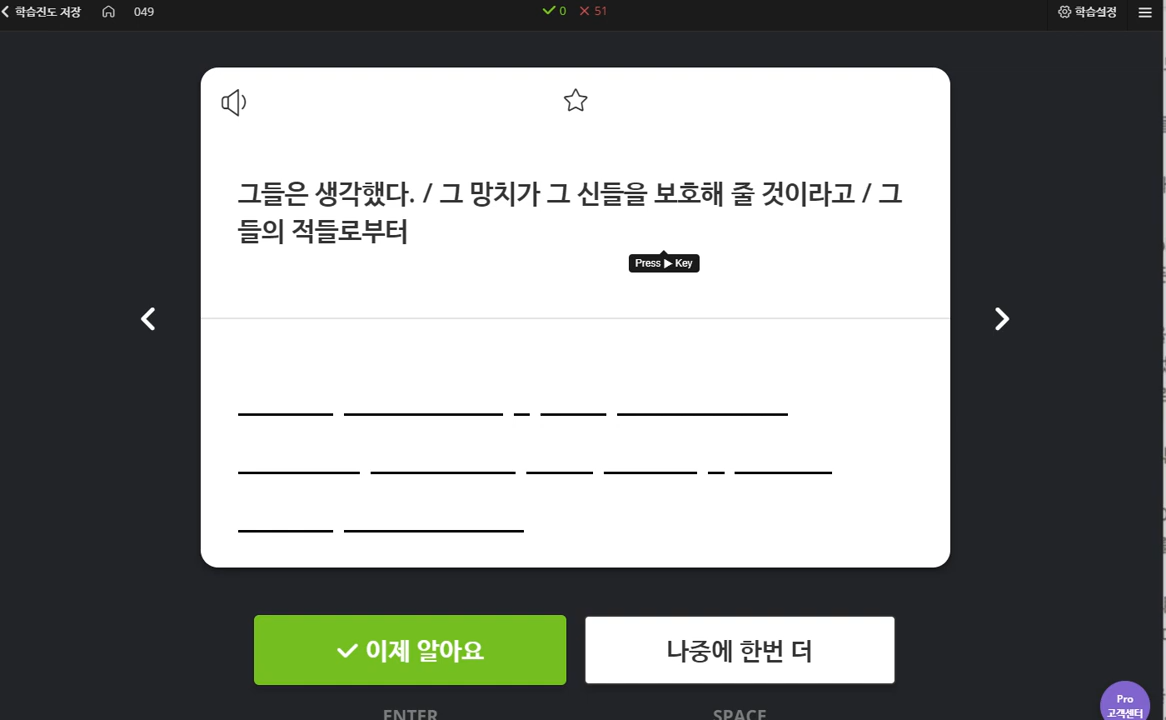 학습진도 저장 049 0 51 학습설정
그들은 생각했다. / 그 망치가 그 신들을 보호해 줄 것이라고 / 그
들의 적들로부터
Press ▶ Key
이제 알아요 나중에 한번 더
ENTER SPACE
Pro
고객센터